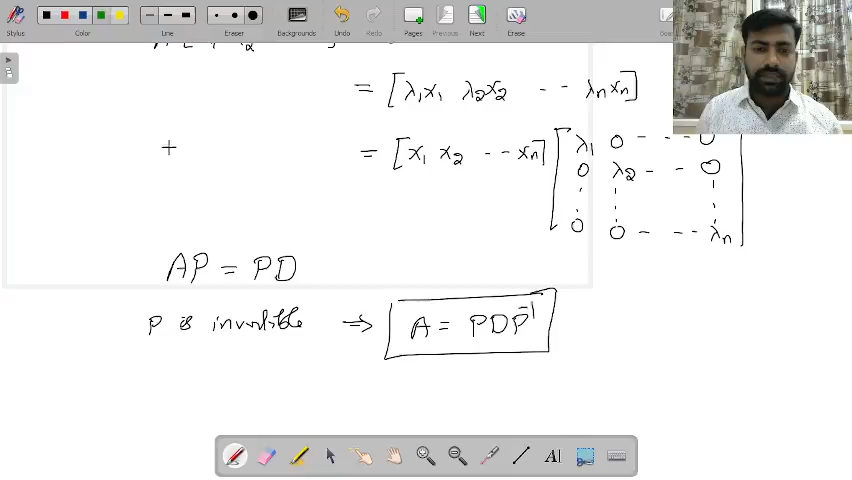 Stylus Color Line Eraser Backgrounds Undo Redo Pages Previous Next Erase
= [λ₁x₁ λ₂x₂ - - λₙxₙ]
= [x₁ x₂ - - xₙ] [λ₁ 0 - - - 0
0 λ₂ - - 0
0 0 - - - λₙ]
AP = PD
P is invertible ⇒ A = PDP⁻¹
A|